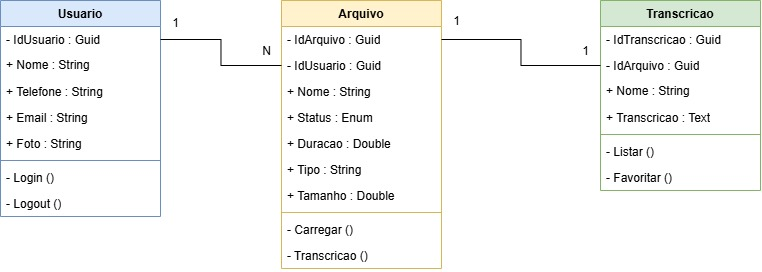 Usuario
- IdUsuario : Guid
+ Nome : String
+ Telefone : String
+ Email : String
+ Foto : String
- Login ()
- Logout ()
1
N
Arquivo
- IdArquivo : Guid
- IdUsuario : Guid
+ Nome : String
+ Status : Enum
+ Duracao : Double
+ Tipo : String
+ Tamanho : Double
- Carregar ()
- Transcricao ()
1
1
Transcricao
- IdTranscricao : Guid
- IdArquivo : Guid
+ Nome : String
+ Transcricao : Text
- Listar ()
- Favoritar ()